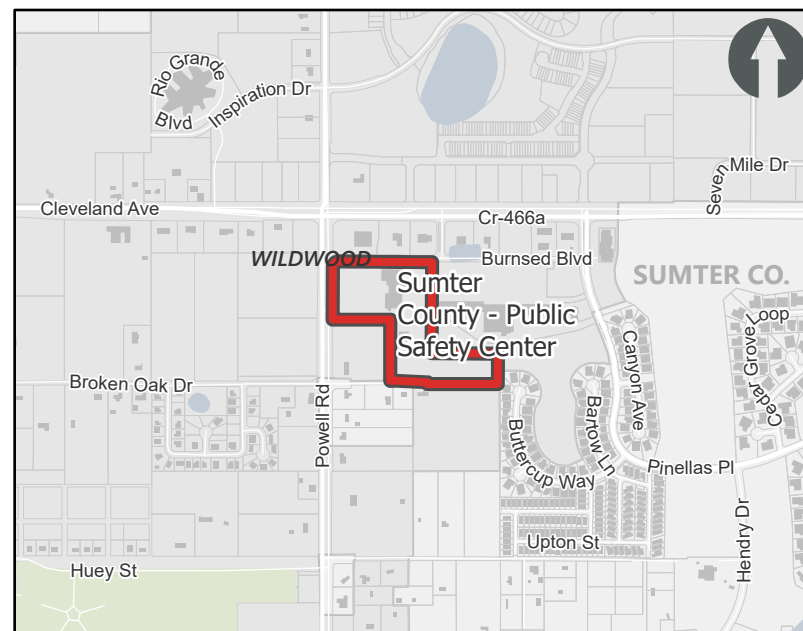 Rio Grande
Blvd
Inspiration Dr
Seven
Mile Dr
Cleveland Ave
Cr-466a
WILDWOOD
Burnsed Blvd
SUMTER CO.
Sumter
County - Public
Safety Center
Canyon Ave
Cedar Grove
Loop
Broken Oak Dr
Powell Rd
Buttercup Way
Bartow Ln
Pinellas Pl
Upton St
Hendry Dr
Huey St